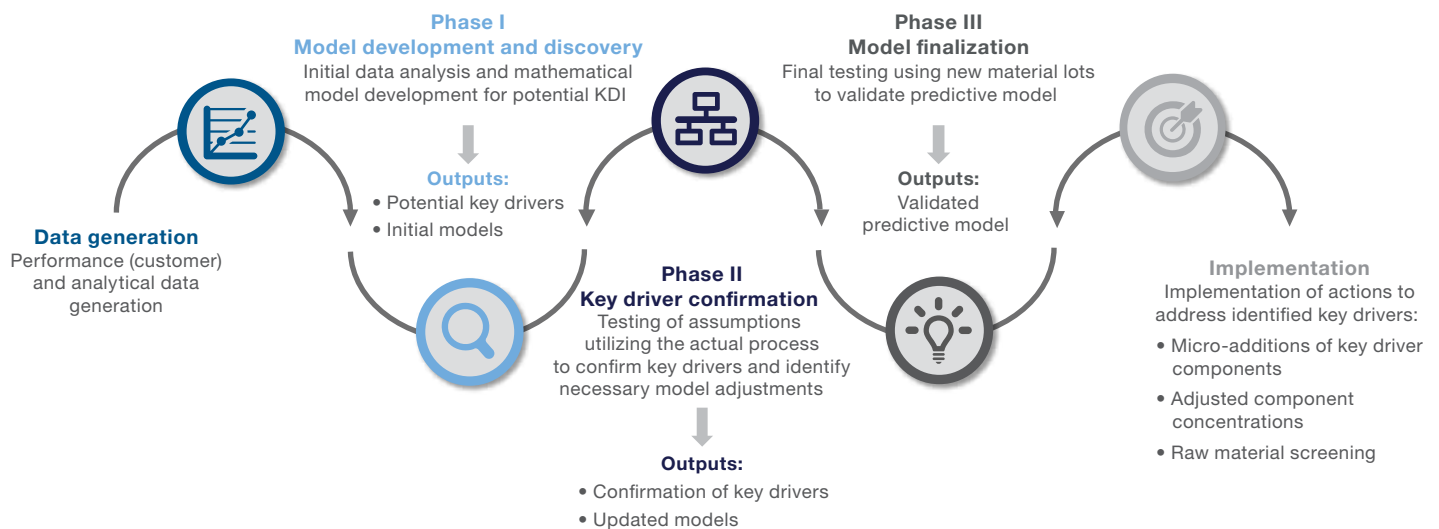 Data generation
Performance (customer)
and analytical data
generation
Phase I
Model development and discovery
Initial data analysis and mathematical
model development for potential KDI
Outputs:
• Potential key drivers
• Initial models
Phase II
Key driver confirmation
Testing of assumptions
utilizing the actual process
to confirm key drivers and identify
necessary model adjustments
Outputs:
• Confirmation of key drivers
• Updated models
Phase III
Model finalization
Final testing using new material lots
to validate predictive model
Outputs:
Validated
predictive model
Implementation
Implementation of actions to
address identified key drivers:
• Micro-additions of key driver
components
• Adjusted component
concentrations
• Raw material screening